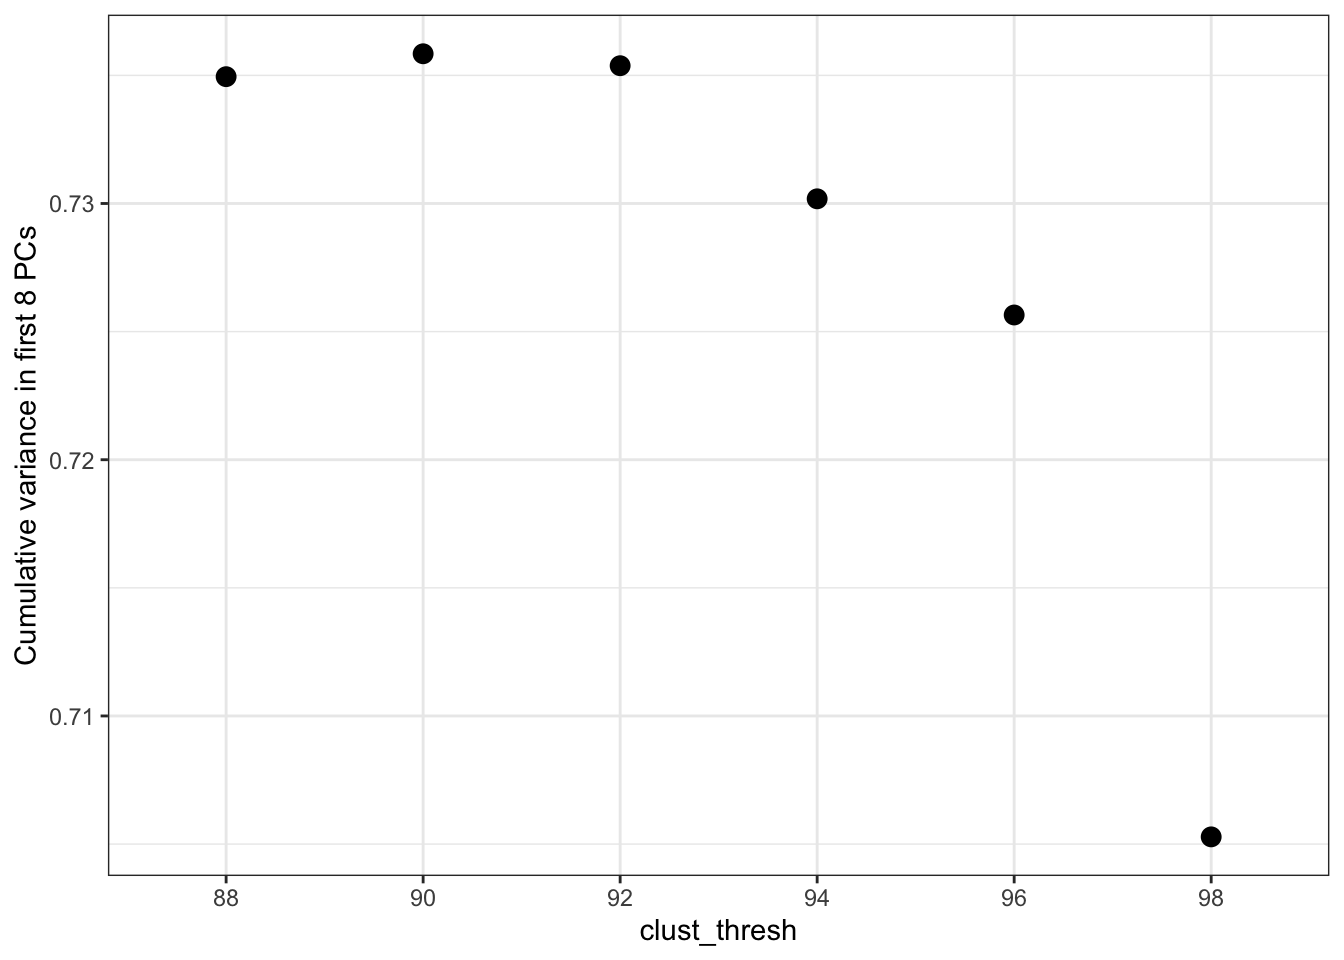 Cumulative variance in first 8 PCs
0.73
0.72
0.71
88 90 92 94 96 98
clust_thresh